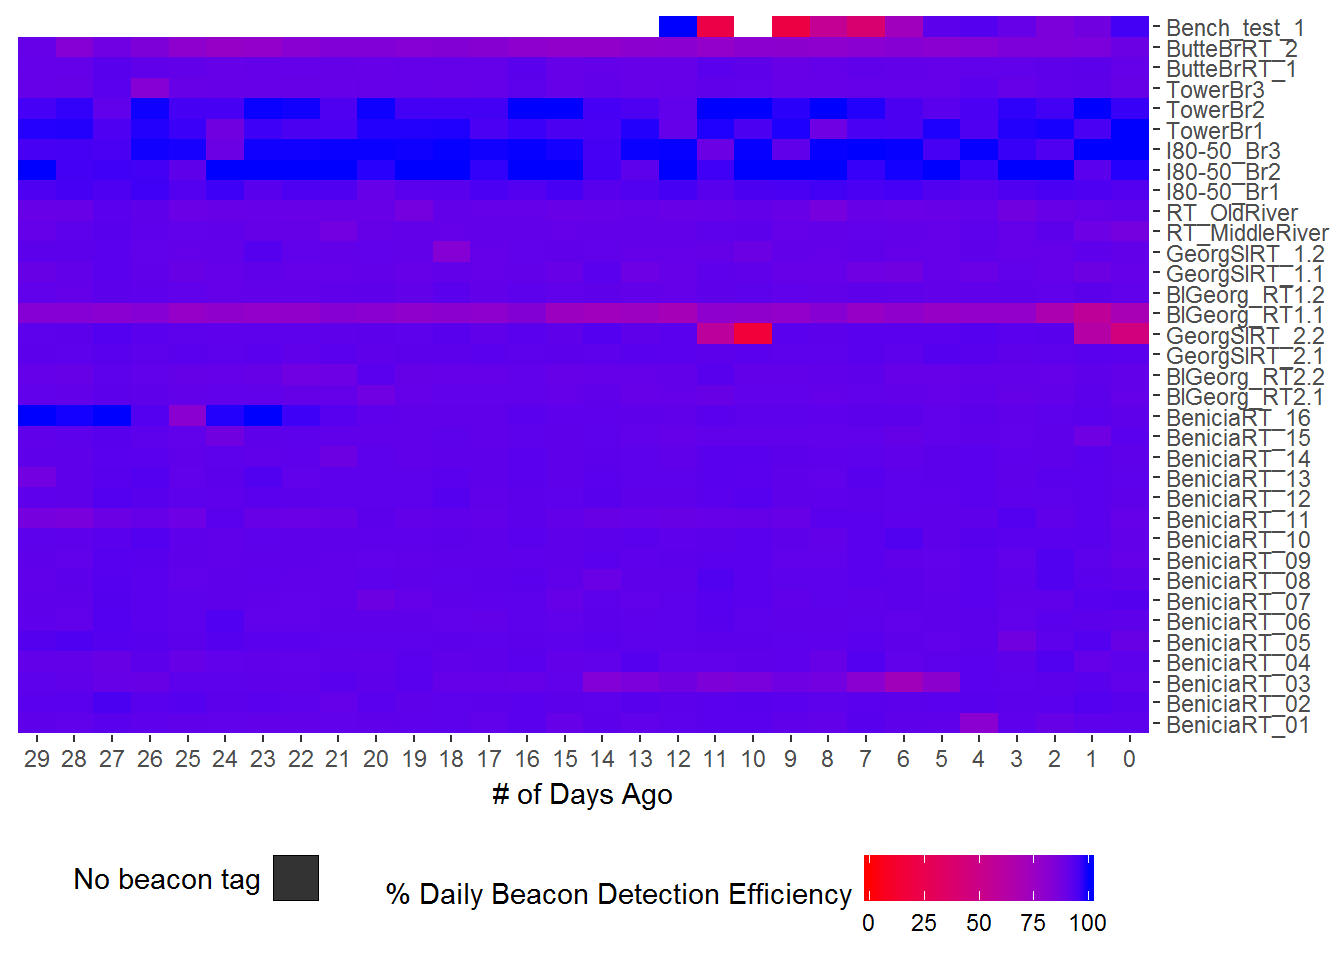 Bench_test_1
ButteBrRT_2
ButteBrRT_1
TowerBr3
TowerBr2
TowerBr1
I80-50_Br3
I80-50_Br2
I80-50_Br1
RT_OldRiver
RT_MiddleRiver
GeorgSlRT_1.2
GeorgSlRT_1.1
BlGeorg_RT1.2
BlGeorg_RT1.1
GeorgSlRT_2.2
GeorgSlRT_2.1
BlGeorg_RT2.2
BlGeorg_RT2.1
BeniciaRT_16
BeniciaRT_15
BeniciaRT_14
BeniciaRT_13
BeniciaRT_12
BeniciaRT_11
BeniciaRT_10
BeniciaRT_09
BeniciaRT_08
BeniciaRT_07
BeniciaRT_06
BeniciaRT_05
BeniciaRT_04
BeniciaRT_03
BeniciaRT_02
BeniciaRT_01
29 28 27 26 25 24 23 22 21 20 19 18 17 16 15 14 13 12 11 10 9 8 7 6 5 4 3 2 1 0
# of Days Ago
No beacon tag
% Daily Beacon Detection Efficiency
0 25 50 75 100